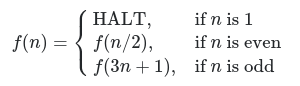 f(n) = { HALT, if n is 1
f(n/2), if n is even
f(3n + 1), if n is odd